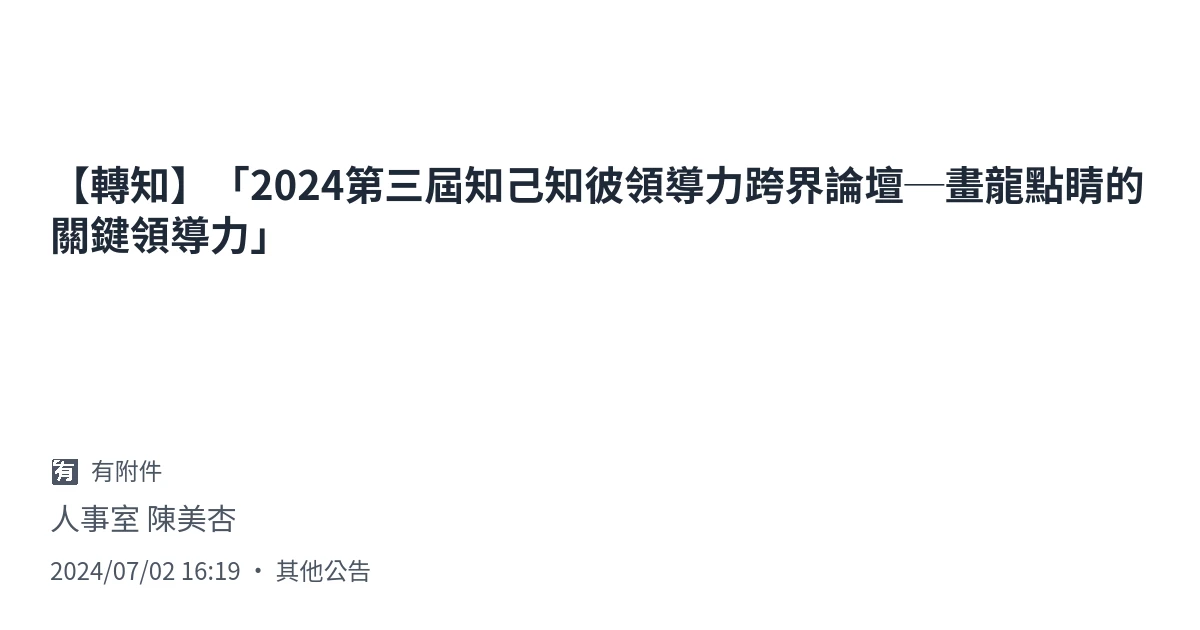 【轉知】「2024第三屆知己知彼領導力跨界論壇─畫龍點睛的
關鍵領導力」
有 有附件
人事室 陳美杏
2024/07/02 16:19 ・ 其他公告